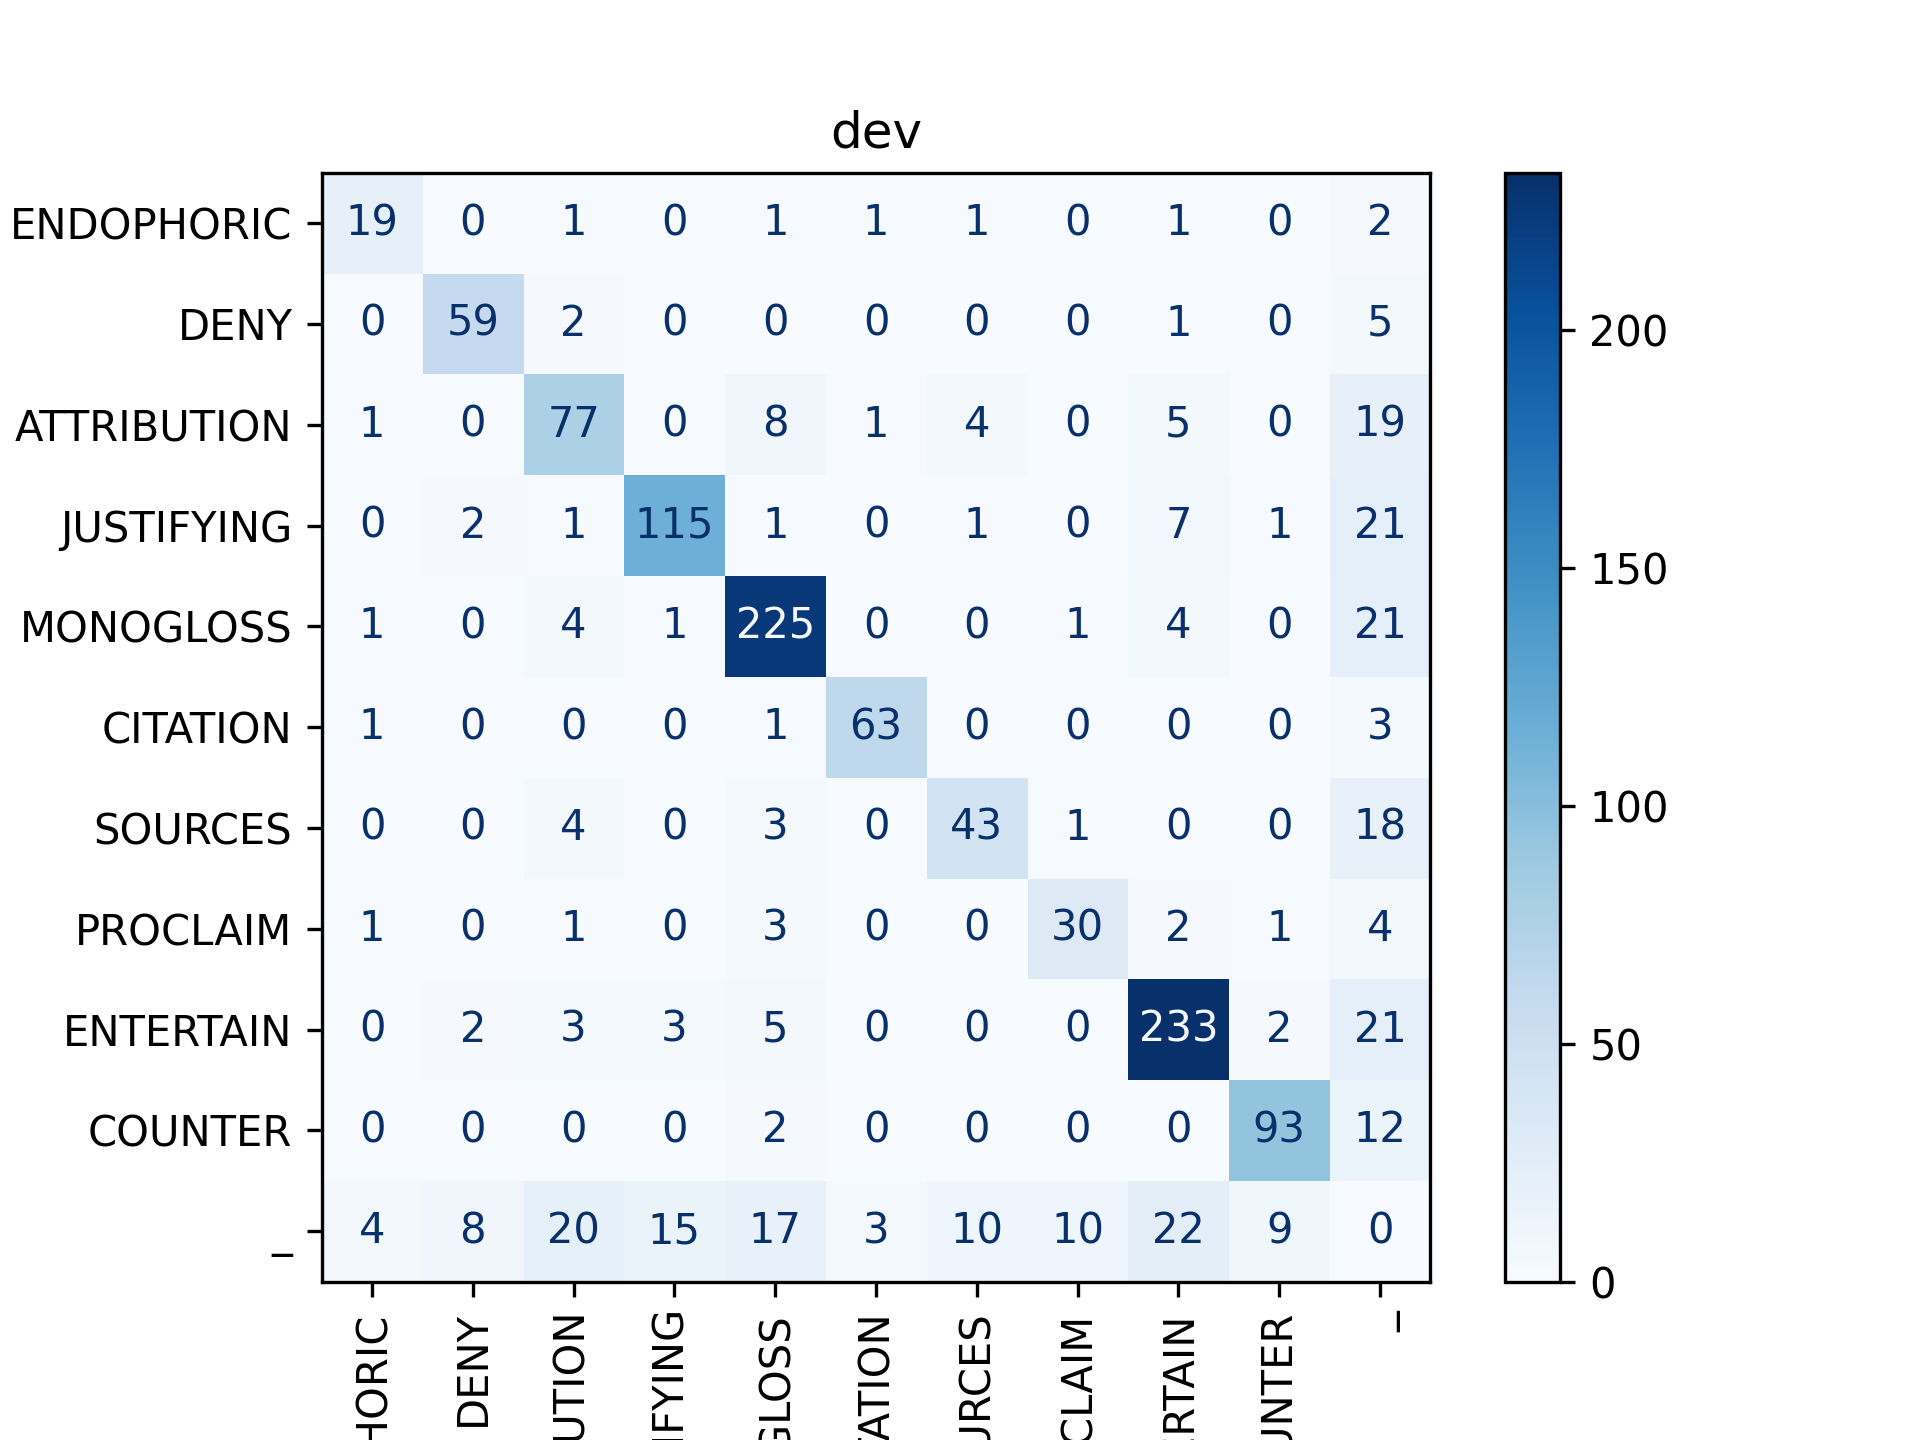 dev
ENDOPHORIC 19 0 1 0 1 1 1 0 1 0 2
DENY 0 59 2 0 0 0 0 0 1 0 5
ATTRIBUTION 1 0 77 0 8 1 4 0 5 0 19
JUSTIFYING 0 2 1 115 1 0 1 0 7 1 21
MONOGLOSS 1 0 4 1 225 0 0 1 4 0 21
CITATION 1 0 0 0 1 63 0 0 0 0 3
SOURCES 0 0 4 0 3 0 43 1 0 0 18
PROCLAIM 1 0 1 0 3 0 0 30 2 1 4
ENTERTAIN 0 2 3 3 5 0 0 0 233 2 21
COUNTER 0 0 0 0 2 0 0 0 0 93 12
_ 4 8 20 15 17 3 10 10 22 9 0
HORIC DENY UTION IFYING GLOSS TATION URCES CLAIM RTAIN UNTER _
200
150
100
50
0